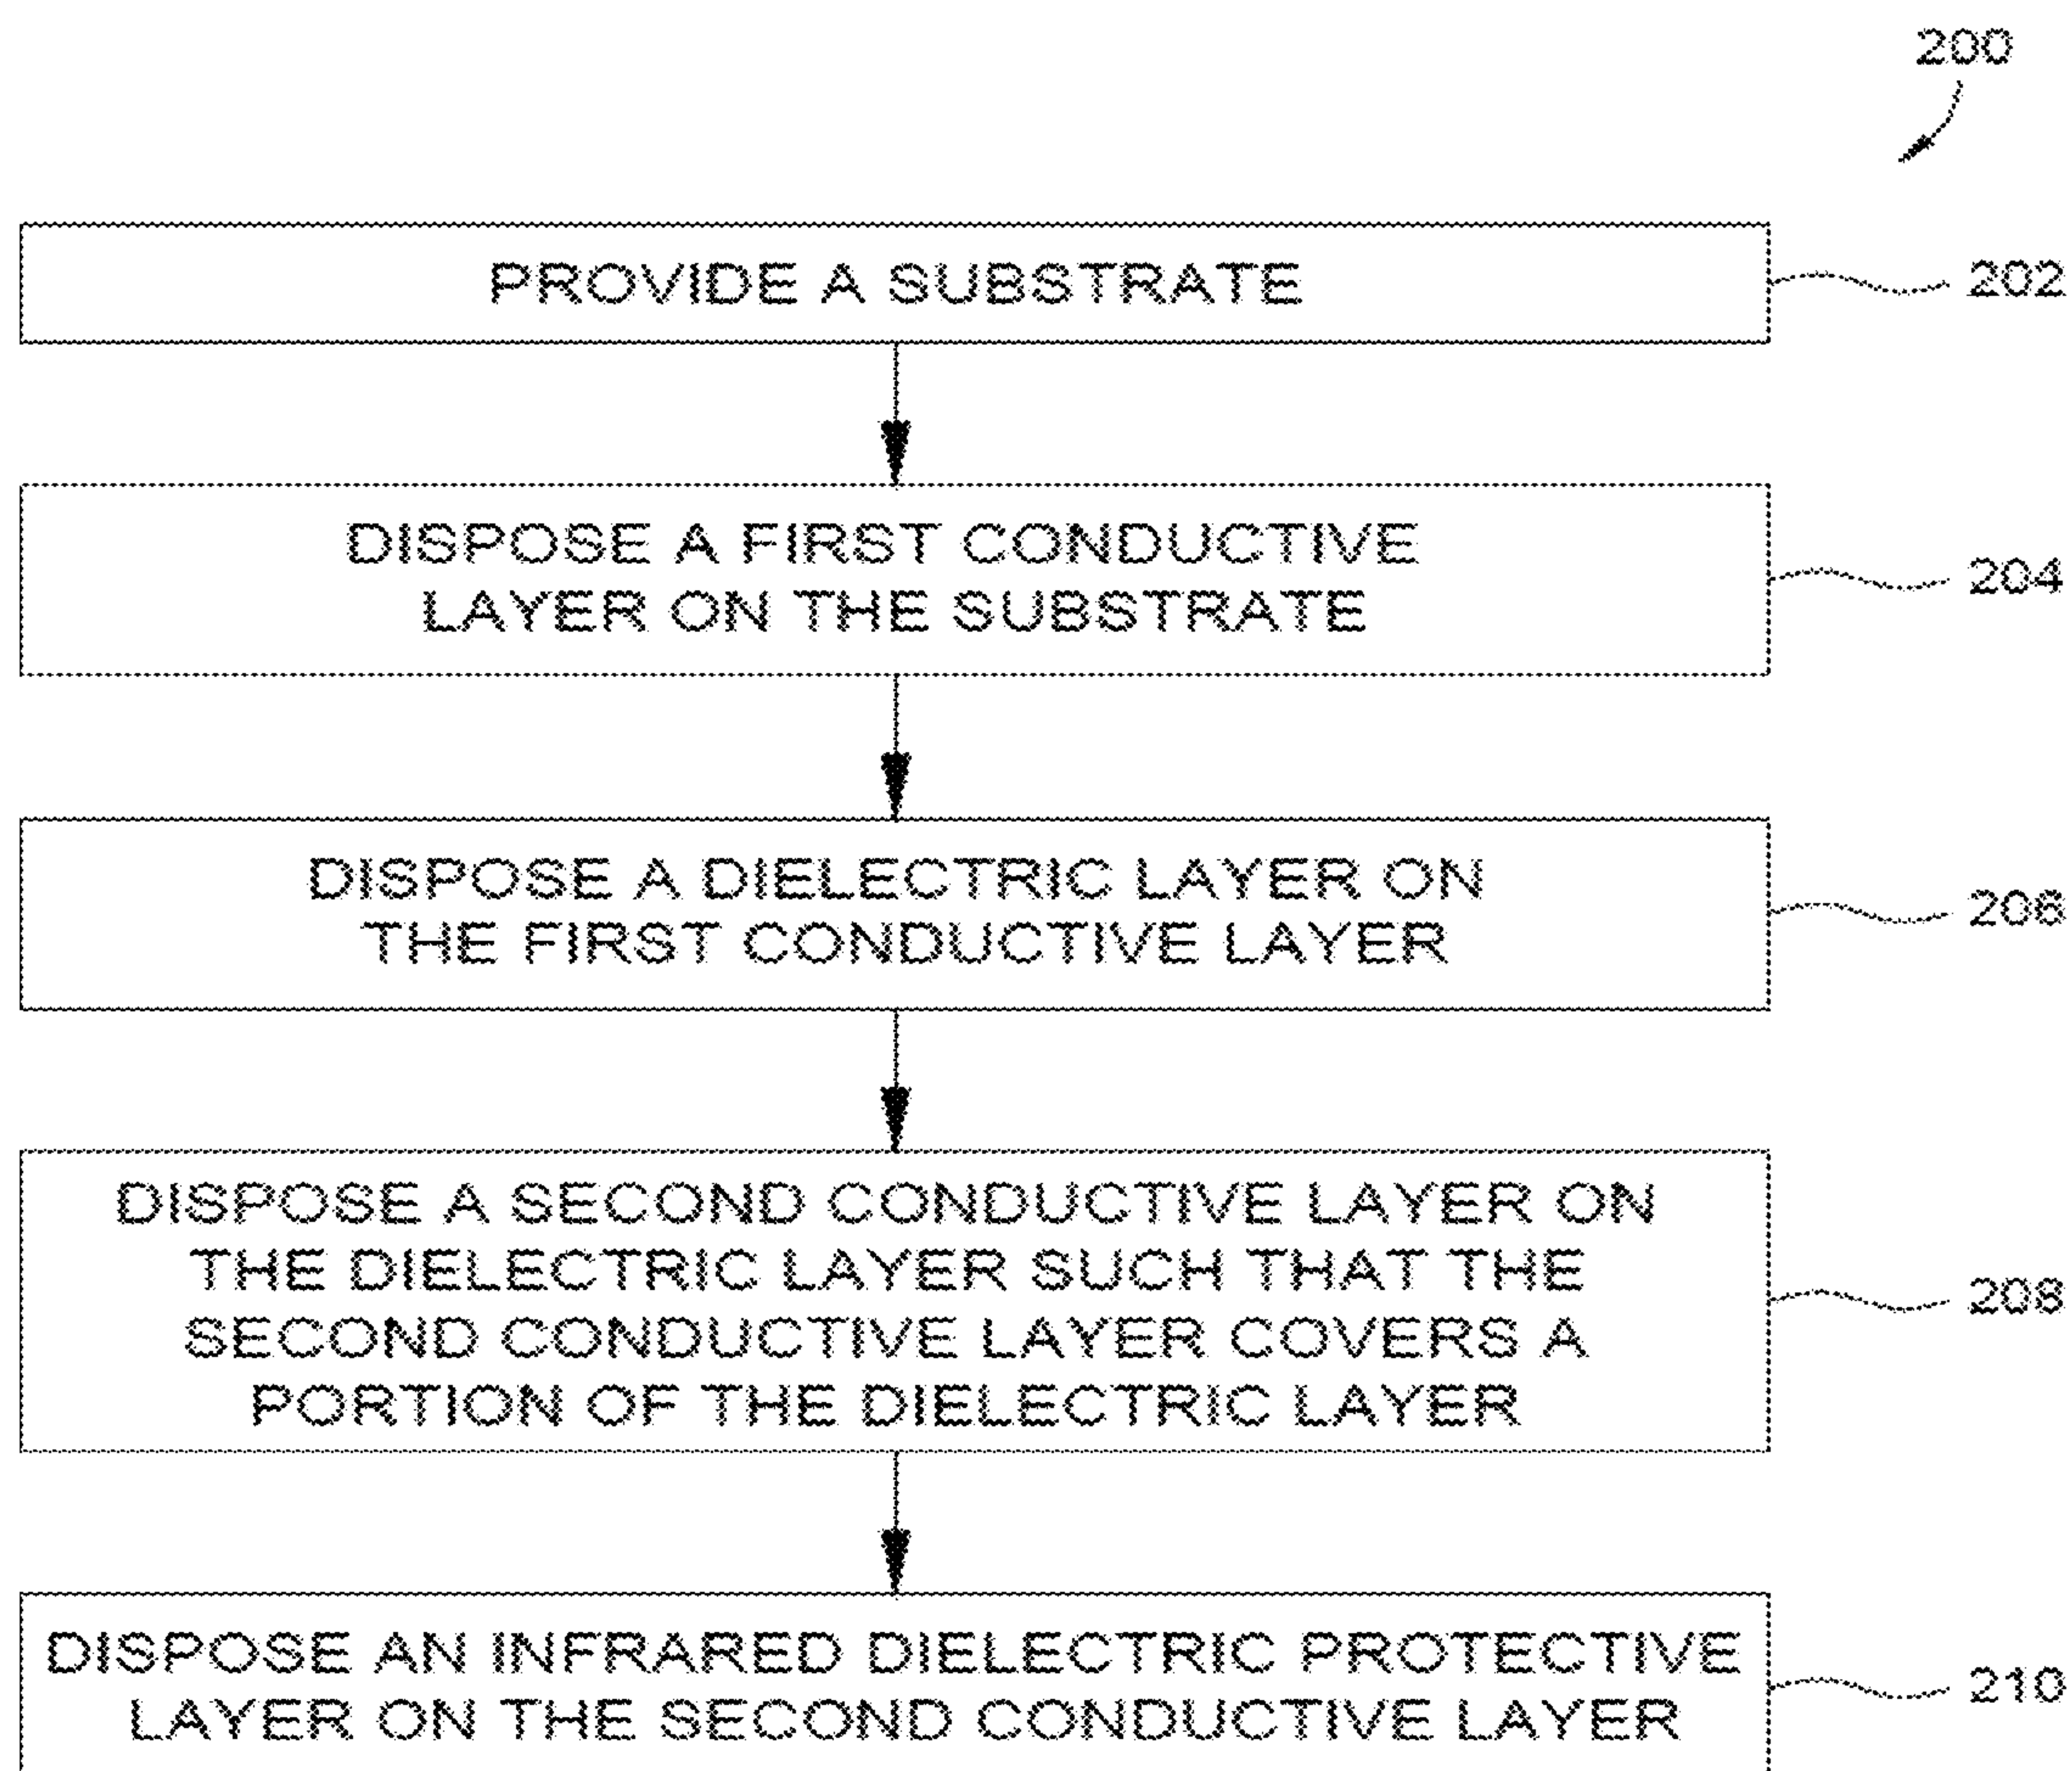 200
PROVIDE A SUBSTRATE
202
DISPOSE A FIRST CONDUCTIVE
LAYER ON THE SUBSTRATE
204
DISPOSE A DIELECTRIC LAYER ON
THE FIRST CONDUCTIVE LAYER
206
DISPOSE A SECOND CONDUCTIVE LAYER ON
THE DIELECTRIC LAYER SUCH THAT THE
SECOND CONDUCTIVE LAYER COVERS A
PORTION OF THE DIELECTRIC LAYER
208
DISPOSE AN INFRARED DIELECTRIC PROTECTIVE
LAYER ON THE SECOND CONDUCTIVE LAYER
210